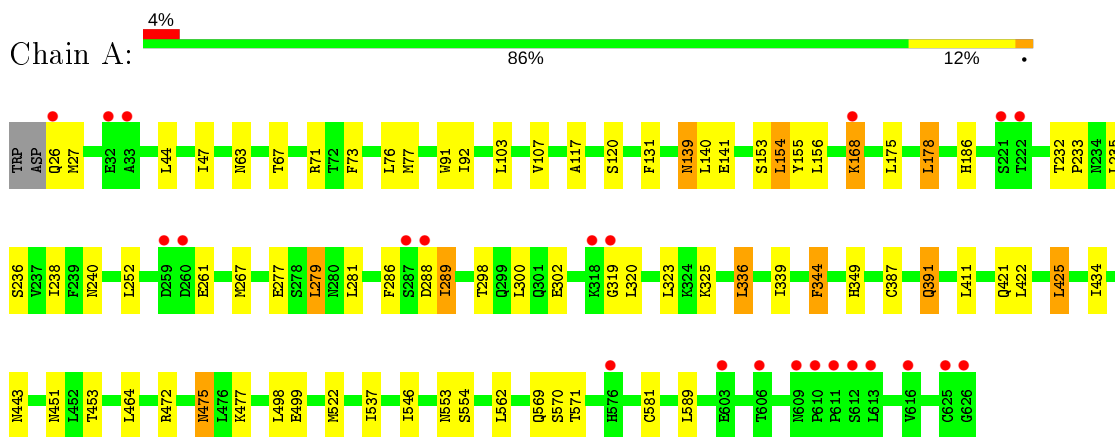 4%
Chain A:
86% 12% •
TRP ASP Q26 M27 E32 A33 L44 I47 N63 T67 R71 T72 F73 L76 M77 W91 I92 L103 V107 A117 S120 F131 N139 L140 E141 S153 L154 Y155 L156 K168 L175 L178 H186 S221 T222 T232 P233 N234 L235
S236 V237 I238 F239 N240 L252 D259 D260 E261 M267 E277 S278 L279 N280 L281 F286 S287 D288 I289 T298 Q299 L300 Q301 E302 K318 G319 L320 L323 K324 K325 L336 I339 F344 H349 C387 Q391 L411 Q421 L422 L425 I434
N443 N451 L452 T453 L464 R472 N475 L476 K477 L498 E499 M522 I537 I546 N553 S554 L562 Q569 S570 T571 H576 C581 L589 E603 T606 N609 P610 P611 S612 L613 V616 C625 G626